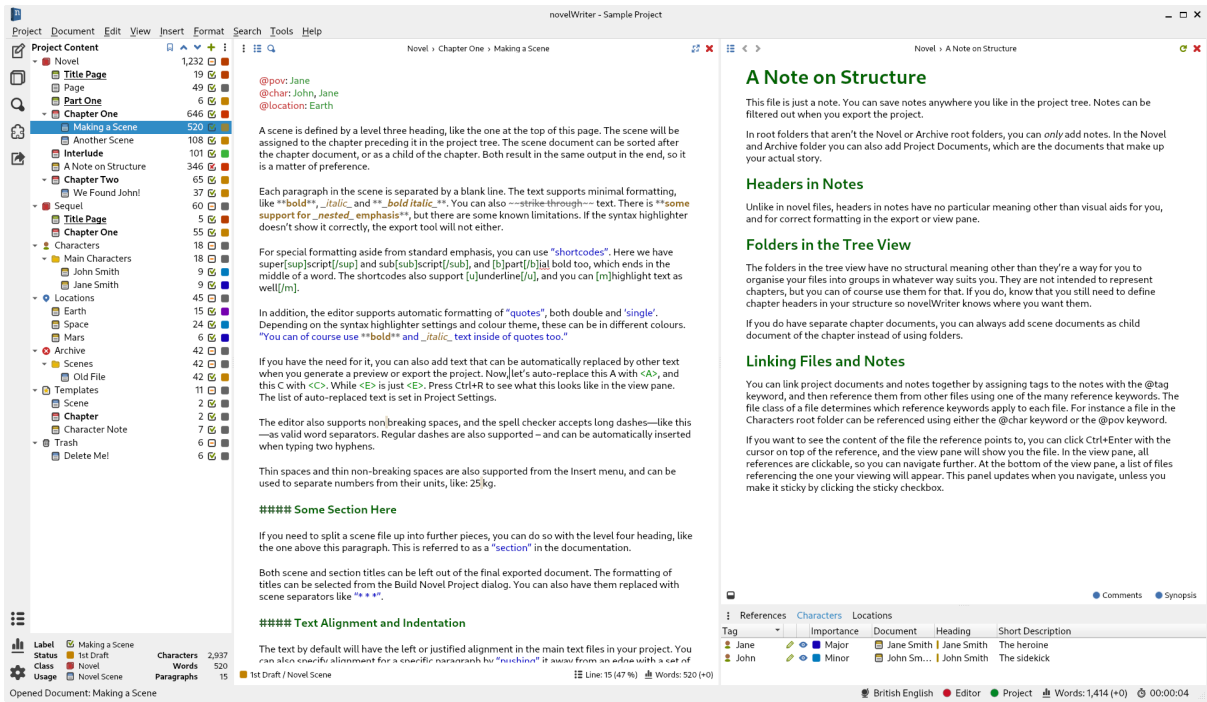 novelWriter - Sample Project
Project Document Edit View Insert Format Search Tools Help
Project Content
Novel 1,232
Title Page 19
Page 49
Part One 6
Chapter One 646
Making a Scene 520
Another Scene 108
Interlude 101
A Note on Structure 346
Chapter Two 65
We Found John! 37
Sequel 60
Title Page 5
Chapter One 55
Characters 18
Main Characters 18
John Smith 9
Jane Smith 9
Locations 45
Earth 15
Space 24
Mars 6
Archive 42
Scenes 42
Old File 42
Templates 11
Scene 2
Chapter 2
Character Note 7
Trash 6
Delete Me! 6
Label Making a Scene
Status 1st Draft Characters 2,937
Class Novel Words 520
Usage Novel Scene Paragraphs 15
Novel › Chapter One › Making a Scene
@pov: Jane
@char: John, Jane
@location: Earth
A scene is defined by a level three heading, like the one at the top of this page. The scene will be
assigned to the chapter preceding it in the project tree. The scene document can be sorted after
the chapter document, or as a child of the chapter. Both result in the same output in the end, so it
is a matter of preference.
Each paragraph in the scene is separated by a blank line. The text supports minimal formatting,
like **bold**, _italic_ and **_bold italic_**. You can also ~~strike through~~ text. There is **some
support for _nested_ emphasis**, but there are some known limitations. If the syntax highlighter
doesn’t show it correctly, the export tool will not either.
For special formatting aside from standard emphasis, you can use “shortcodes”. Here we have
super[sup]script[/sup] and sub[sub]script[/sub], and [b]part[/b]ial bold too, which ends in the
middle of a word. The shortcodes also support [u]underline[/u], and you can [m]highlight text as
well[/m].
In addition, the editor supports automatic formatting of “quotes”, both double and ‘single’.
Depending on the syntax highlighter settings and colour theme, these can be in different colours.
“You can of course use **bold** and _italic_ text inside of quotes too.”
If you have the need for it, you can also add text that can be automatically replaced by other text
when you generate a preview or export the project. Now, let’s auto-replace this A with <A>, and
this C with <C>. While <E> is just <E>. Press Ctrl+R to see what this looks like in the view pane.
The list of auto-replaced text is set in Project Settings.
The editor also supports non breaking spaces, and the spell checker accepts long dashes—like this
—as valid word separators. Regular dashes are also supported – and can be automatically inserted
when typing two hyphens.
Thin spaces and thin non-breaking spaces are also supported from the Insert menu, and can be
used to separate numbers from their units, like: 25 kg.
#### Some Section Here
If you need to split a scene file up into further pieces, you can do so with the level four heading, like
the one above this paragraph. This is referred to as a “section” in the documentation.
Both scene and section titles can be left out of the final exported document. The formatting of
titles can be selected from the Build Novel Project dialog. You can also have them replaced with
scene separators like “* * *”.
#### Text Alignment and Indentation
The text by default will have the left or justified alignment in the main text files in your project. You
can also specify alignment for a specific paragraph by “pushing” it away from an edge with a set of
1st Draft / Novel Scene Line: 15 (47 %) Words: 520 (+0)
Novel › A Note on Structure
A Note on Structure
This file is just a note. You can save notes anywhere you like in the project tree. Notes can be
filtered out when you export the project.
In root folders that aren’t the Novel or Archive root folders, you can only add notes. In the Novel
and Archive folder you can also add Project Documents, which are the documents that make up
your actual story.
Headers in Notes
Unlike in novel files, headers in notes have no particular meaning other than visual aids for you,
and for correct formatting in the export or view pane.
Folders in the Tree View
The folders in the tree view have no structural meaning other than they’re a way for you to
organise your files into groups in whatever way suits you. They are not intended to represent
chapters, but you can of course use them for that. If you do, know that you still need to define
chapter headers in your structure so novelWriter knows where you want them.
If you do have separate chapter documents, you can always add scene documents as child
document of the chapter instead of using folders.
Linking Files and Notes
You can link project documents and notes together by assigning tags to the notes with the @tag
keyword, and then reference them from other files using one of the many reference keywords. The
file class of a file determines which reference keywords apply to each file. For instance a file in the
Characters root folder can be referenced using either the @char keyword or the @pov keyword.
If you want to see the content of the file the reference points to, you can click Ctrl+Enter with the
cursor on top of the reference, and the view pane will show you the file. In the view pane, all
references are clickable, so you can navigate further. At the bottom of the view pane, a list of files
referencing the one your viewing will appear. This panel updates when you navigate, unless you
make it sticky by clicking the sticky checkbox.
Comments Synopsis
References Characters Locations
Tag Importance Document Heading Short Description
Jane Major Jane Smith Jane Smith The heroine
John Minor John Sm... John Smith The sidekick
Opened Document: Making a Scene
British English Editor Project Words: 1,414 (+0) 00:00:04